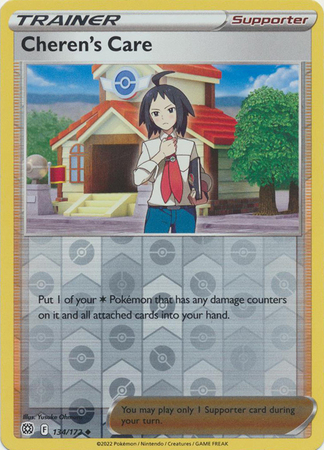 TRAINER Supporter
Cheren's Care
Put 1 of your Pokémon that has any damage counters
on it and all attached cards into your hand.
Illus. Yusuke Ohmura
You may play only 1 Supporter card during
your turn.
F 134/172
©2022 Pokémon / Nintendo / Creatures / GAME FREAK